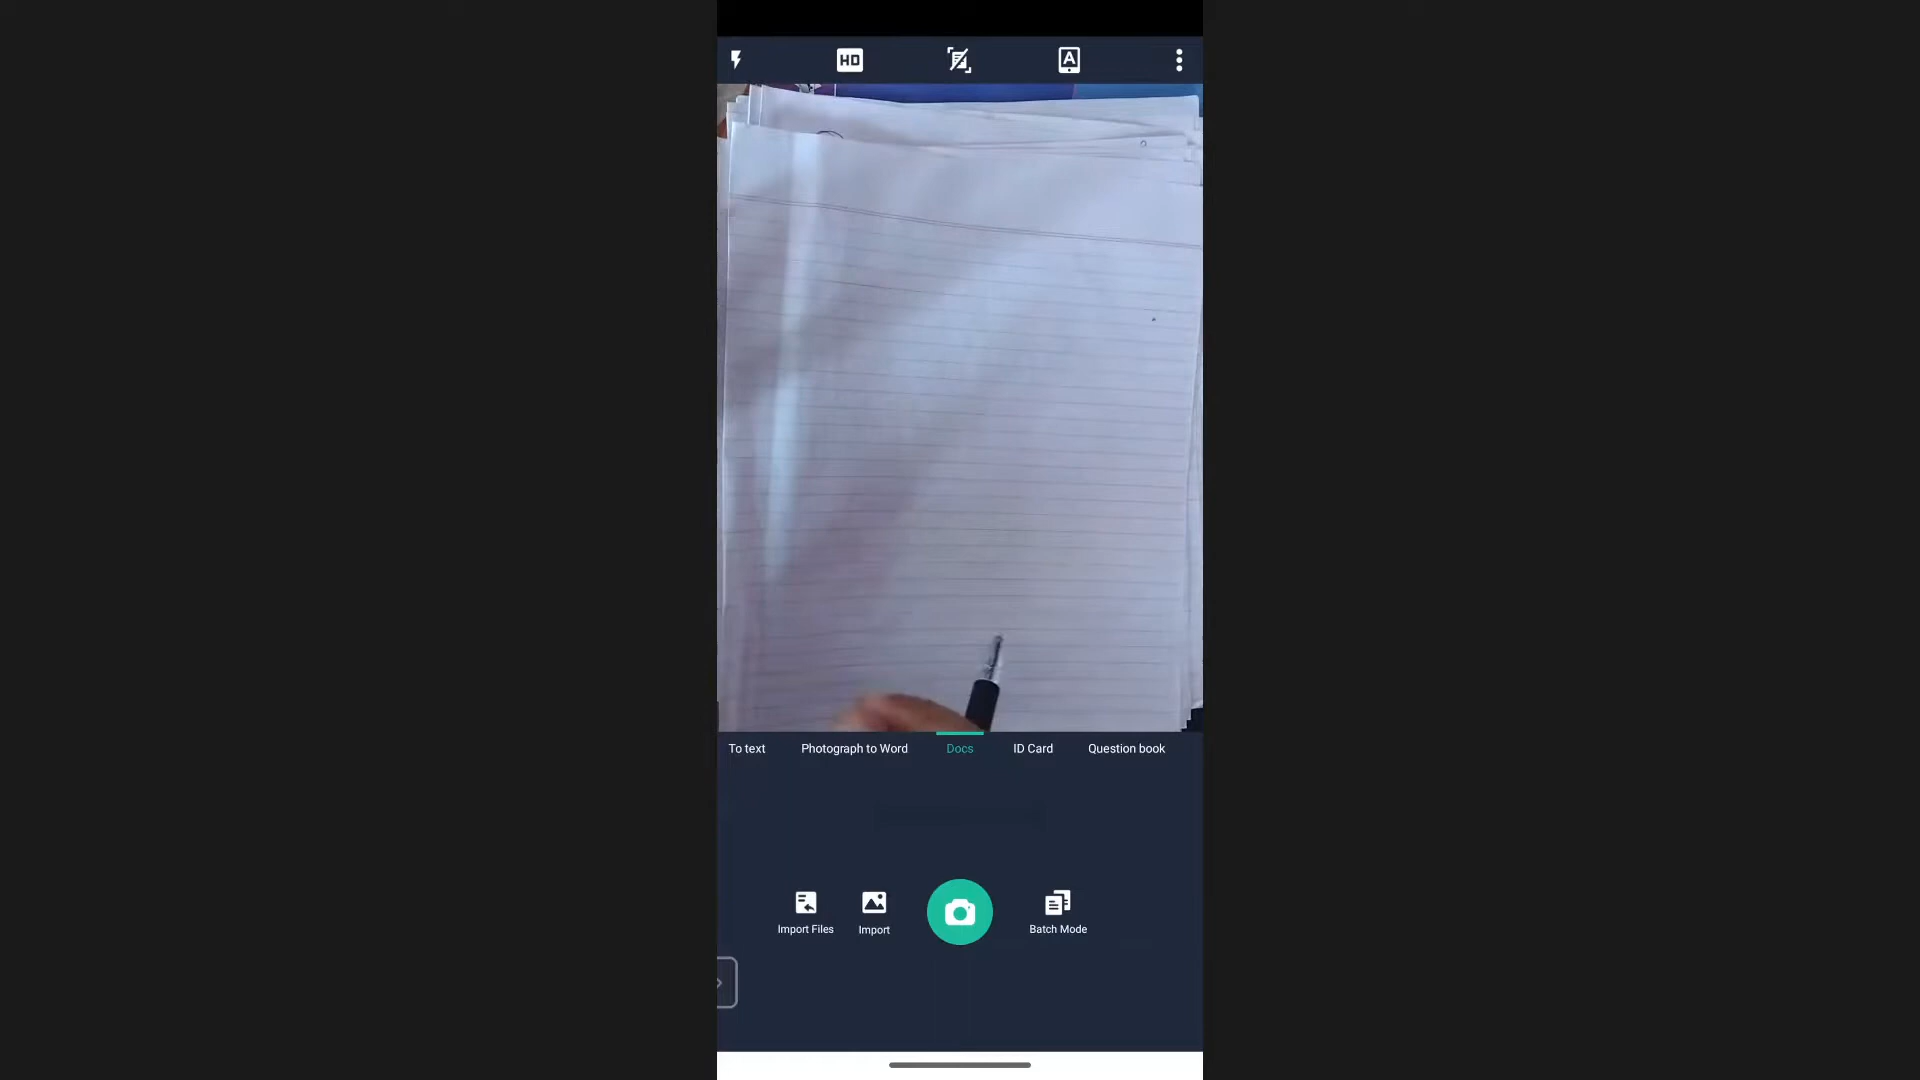 HD
A
To text Photograph to Word Docs ID Card Question book
Import Files Import Batch Mode